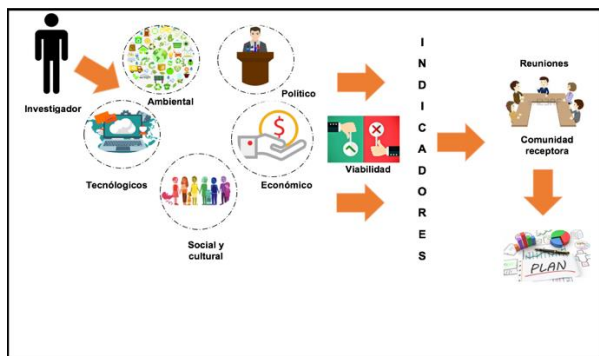 Investigador
Ambiental
Político
Tecnólogicos
Económico
Social y
cultural
Viabilidad
I
N
D
I
C
A
D
O
R
E
S
Reuniones
Comunidad
receptora
PLAN